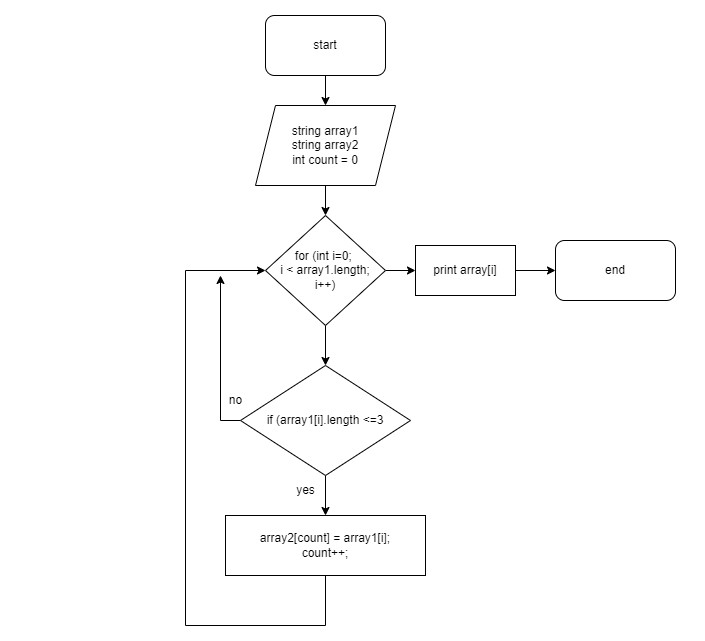 start
string array1
string array2
int count = 0
for (int i=0;
i < array1.length;
i++)
print array[i]
end
no
if (array1[i].length <=3
yes
array2[count] = array1[i];
count++;